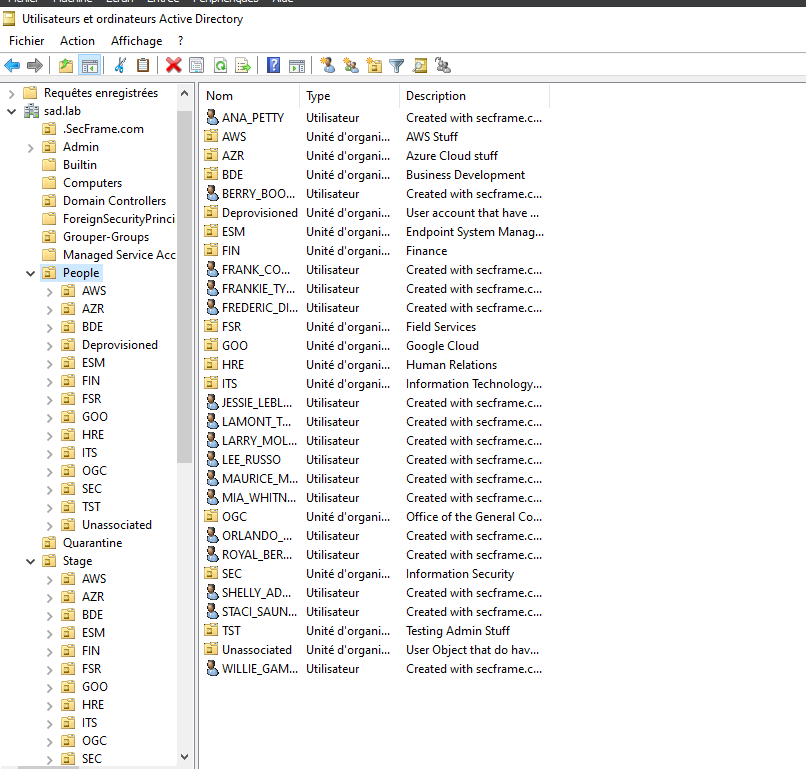 Fichier Machine Écran Entrée Périphériques Aide
Utilisateurs et ordinateurs Active Directory
Fichier Action Affichage ?
Requêtes enregistrées
sad.lab
.SecFrame.com
Admin
Builtin
Computers
Domain Controllers
ForeignSecurityPrinci
Grouper-Groups
Managed Service Acc
People
AWS
AZR
BDE
Deprovisioned
ESM
FIN
FSR
GOO
HRE
ITS
OGC
SEC
TST
Unassociated
Quarantine
Stage
AWS
AZR
BDE
ESM
FIN
FSR
GOO
HRE
ITS
OGC
SEC
Nom Type Description
ANA_PETTY Utilisateur Created with secframe.c...
AWS Unité d'organi... AWS Stuff
AZR Unité d'organi... Azure Cloud stuff
BDE Unité d'organi... Business Development
BERRY_BOO... Utilisateur Created with secframe.c...
Deprovisioned Unité d'organi... User account that have ...
ESM Unité d'organi... Endpoint System Manag...
FIN Unité d'organi... Finance
FRANK_CO... Utilisateur Created with secframe.c...
FRANKIE_TY... Utilisateur Created with secframe.c...
FREDERIC_DI... Utilisateur Created with secframe.c...
FSR Unité d'organi... Field Services
GOO Unité d'organi... Google Cloud
HRE Unité d'organi... Human Relations
ITS Unité d'organi... Information Technology...
JESSIE_LEBL... Utilisateur Created with secframe.c...
LAMONT_T... Utilisateur Created with secframe.c...
LARRY_MOL... Utilisateur Created with secframe.c...
LEE_RUSSO Utilisateur Created with secframe.c...
MAURICE_M... Utilisateur Created with secframe.c...
MIA_WHITN... Utilisateur Created with secframe.c...
OGC Unité d'organi... Office of the General Co...
ORLANDO_... Utilisateur Created with secframe.c...
ROYAL_BER... Utilisateur Created with secframe.c...
SEC Unité d'organi... Information Security
SHELLY_AD... Utilisateur Created with secframe.c...
STACI_SAUN... Utilisateur Created with secframe.c...
TST Unité d'organi... Testing Admin Stuff
Unassociated Unité d'organi... User Object that do hav...
WILLIE_GAM... Utilisateur Created with secframe.c...